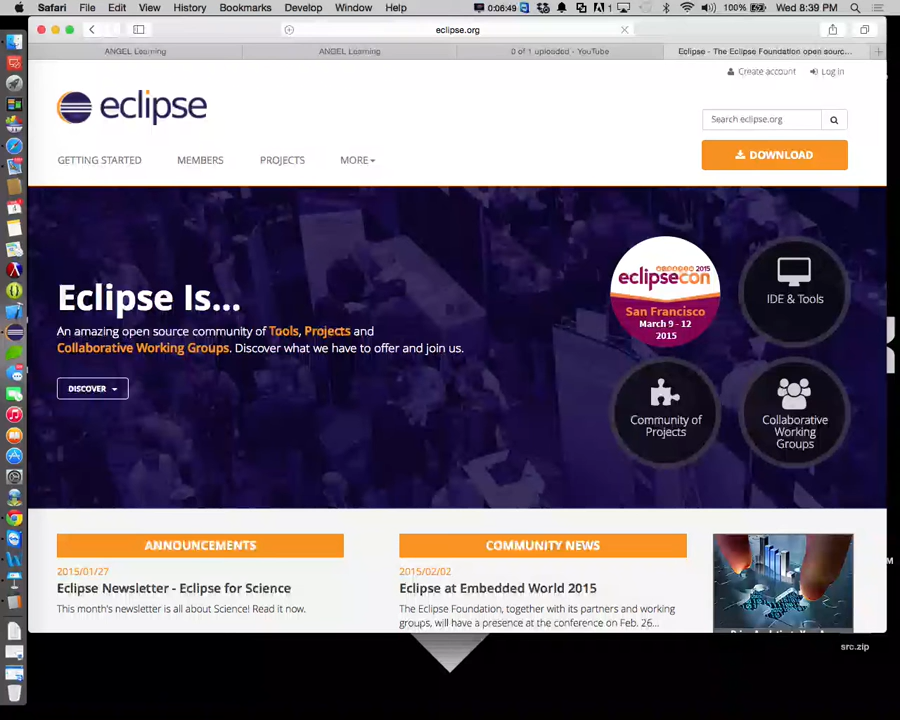 Safari File Edit View History Bookmarks Develop Window Help 0:06:49 1 100% Wed 8:39 PM
eclipse.org
ANGEL Learning ANGEL Learning 0 of 1 uploaded - YouTube Eclipse - The Eclipse Foundation open sourc...
Create account Log in
eclipse
Search eclipse.org
GETTING STARTED MEMBERS PROJECTS MORE
DOWNLOAD
2015
eclipsecon
San Francisco
March 9 - 12
2015
IDE & Tools
Eclipse Is...
An amazing open source community of Tools, Projects and
Collaborative Working Groups. Discover what we have to offer and join us.
DISCOVER
Community of
Projects
Collaborative
Working
Groups
ANNOUNCEMENTS
COMMUNITY NEWS
2015/01/27
Eclipse Newsletter - Eclipse for Science
This month's newsletter is all about Science! Read it now.
2015/02/02
Eclipse at Embedded World 2015
The Eclipse Foundation, together with its partners and working
groups, will have a presence at the conference on Feb. 26...
src.zip